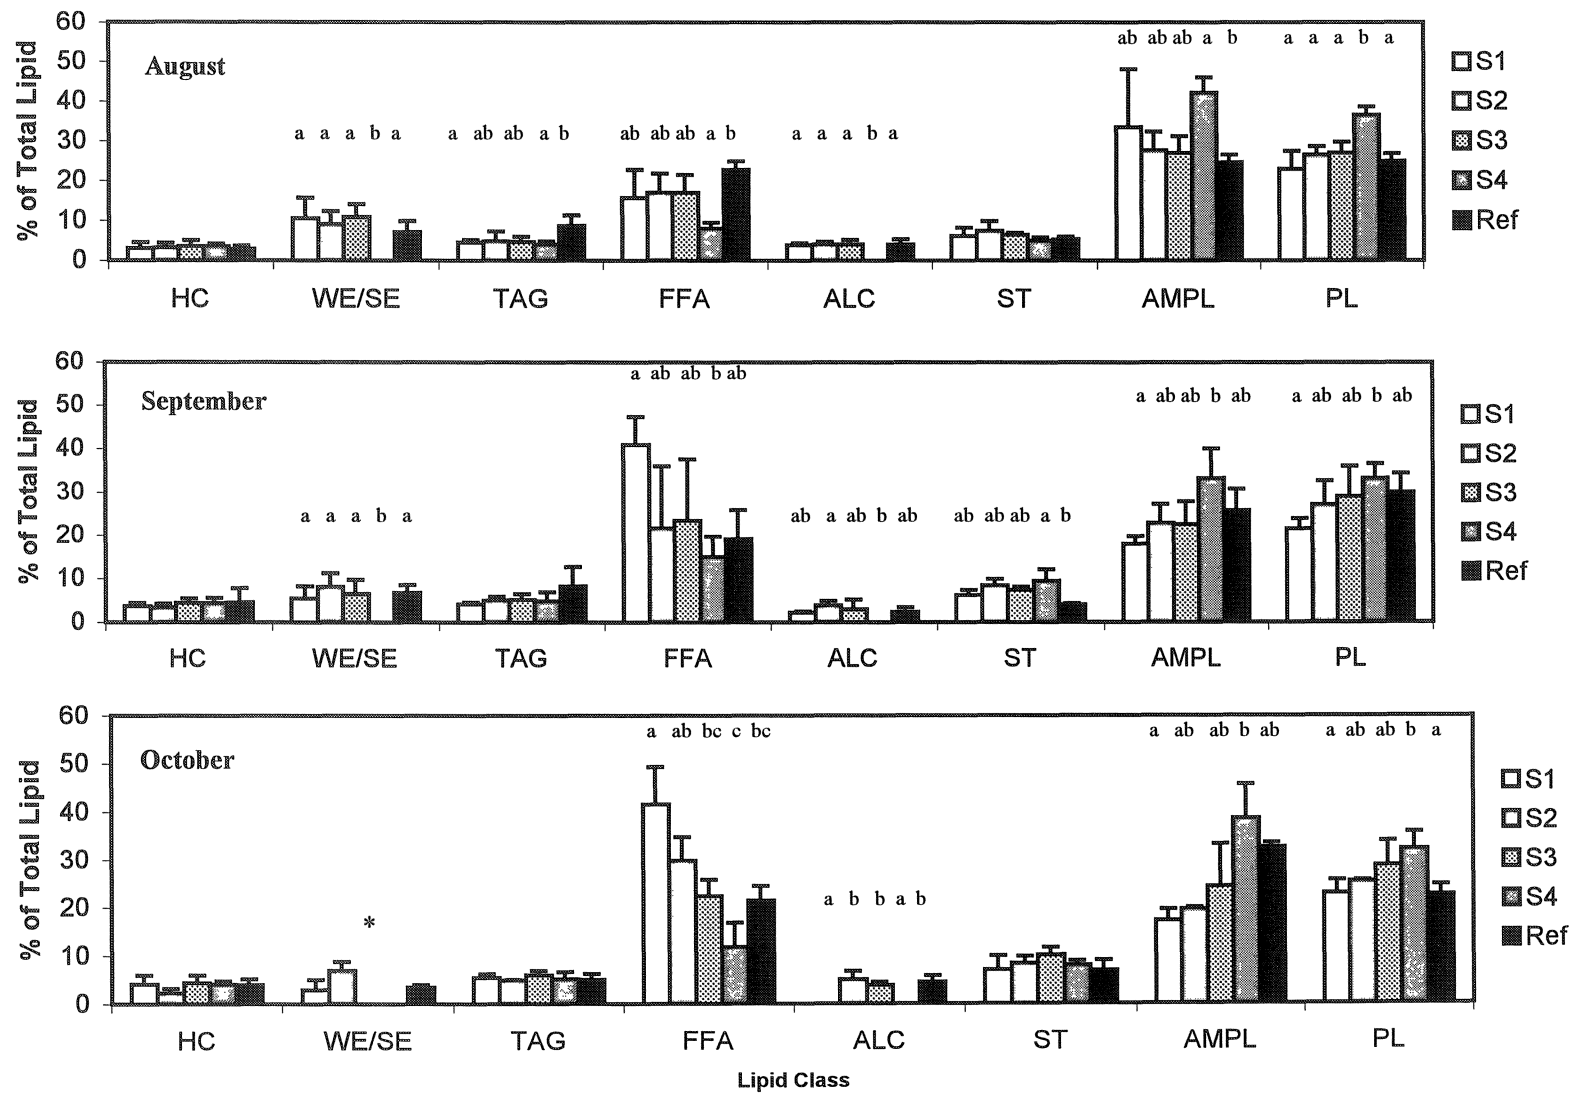 60
August
ab ab ab a b
a a a b a
50
40
30
20
10
0
% of Total Lipid
a a a b a
a ab ab a b
ab ab ab a b
a a a b a
S1
S2
S3
S4
Ref
HC WE/SE TAG FFA ALC ST AMPL PL
60
September
a ab ab b ab
a ab ab b ab
a ab ab b ab
50
40
30
20
10
0
% of Total Lipid
a a a b a
ab a ab b ab
ab ab ab a b
S1
S2
S3
S4
Ref
HC WE/SE TAG FFA ALC ST AMPL PL
60
October
a ab bc c bc
a ab ab b ab
a ab ab b a
50
40
30
20
10
0
% of Total Lipid
*
a b b a b
S1
S2
S3
S4
Ref
HC WE/SE TAG FFA ALC ST AMPL PL
Lipid Class